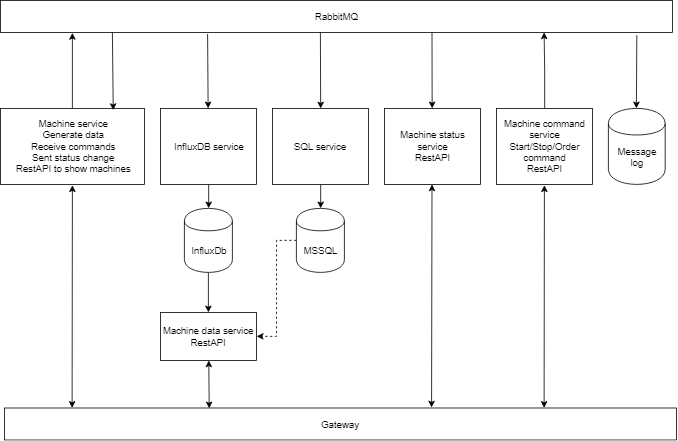 RabbitMQ
Machine service
Generate data
Receive commands
Sent status change
RestAPI to show machines
InfluxDB service
SQL service
Machine status
service
RestAPI
Machine command
service
Start/Stop/Order
command
RestAPI
Message
log
InfluxDb
MSSQL
Machine data service
RestAPI
Gateway